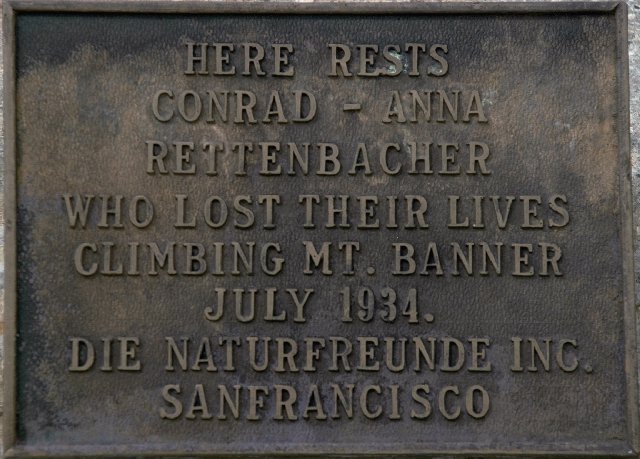 HERE RESTS
CONRAD - ANNA
RETTENBACHER
WHO LOST THEIR LIVES
CLIMBING MT. BANNER
JULY 1934.
DIE NATURFREUNDE INC.
SANFRANCISCO